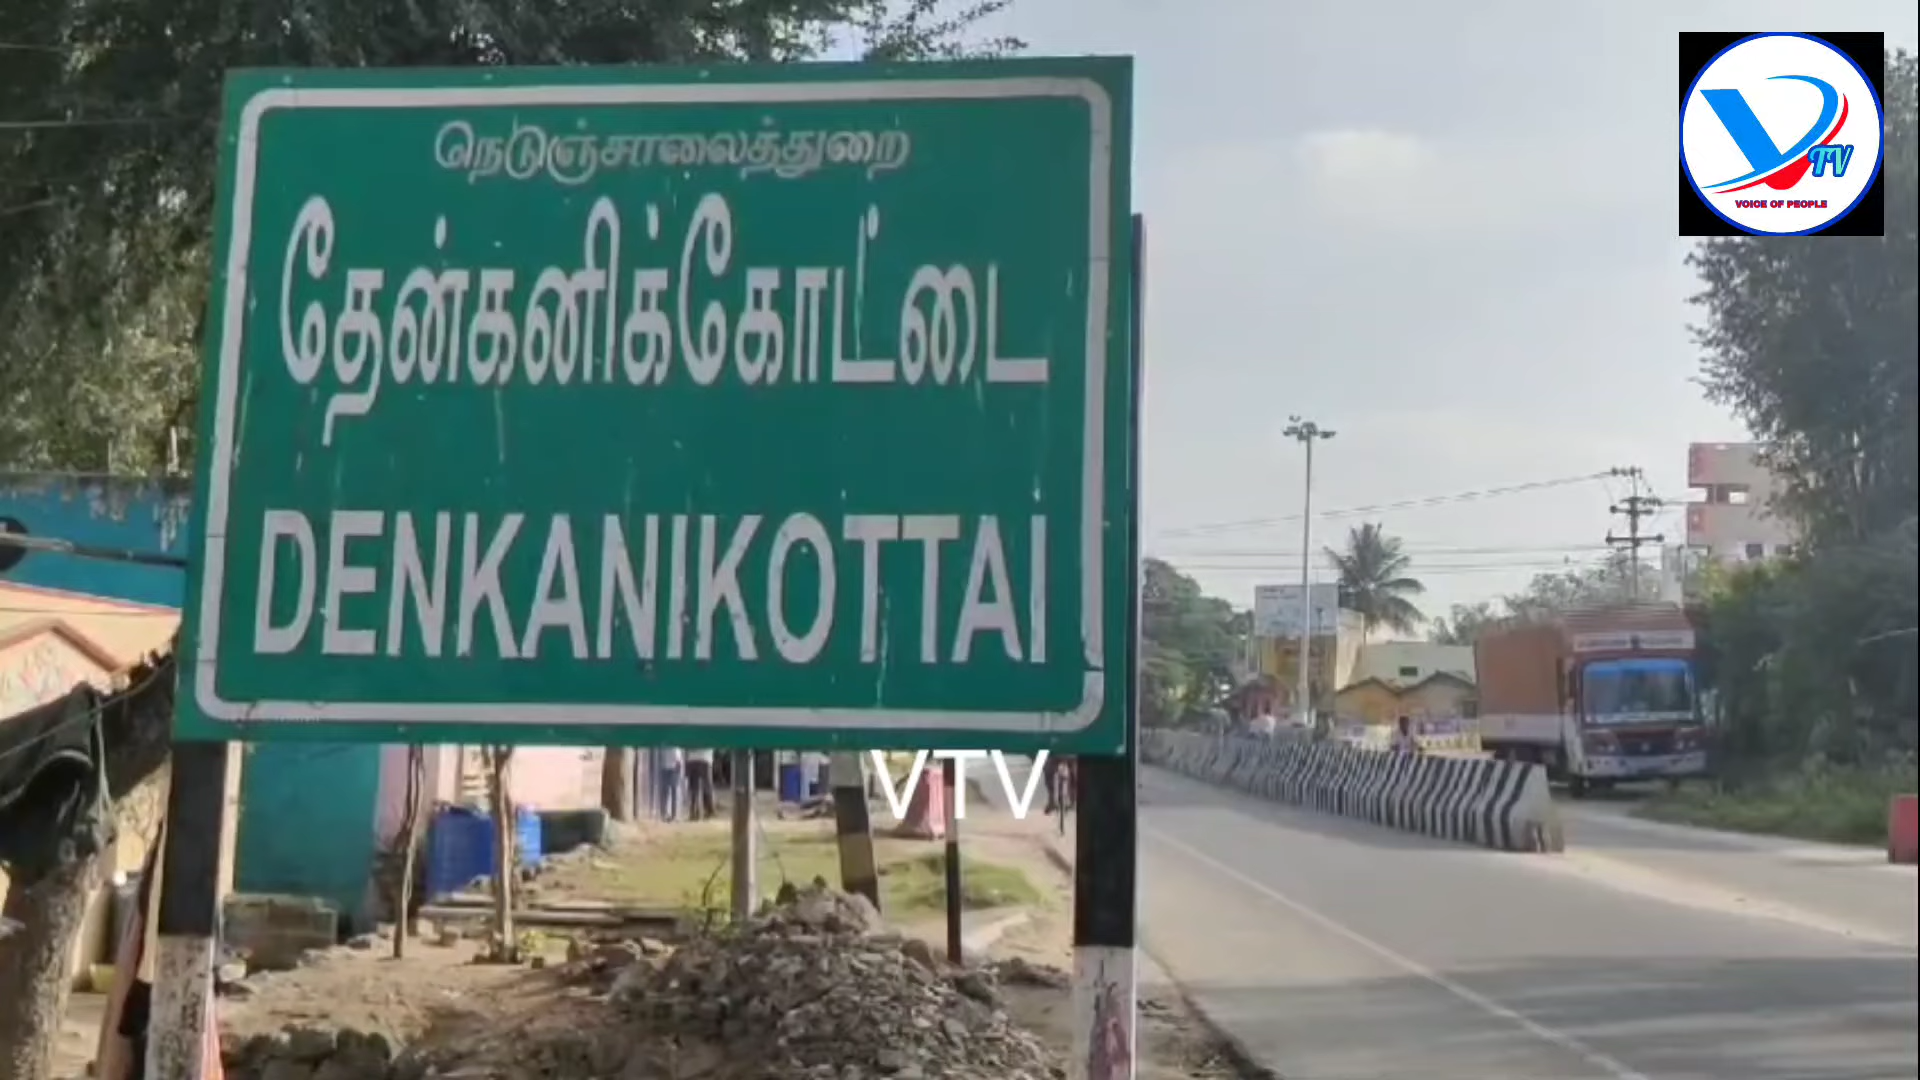 நெடுஞ்சாலைத்துறை
தேன்கனிக்கோட்டை
DENKANIKOTTAI
VTV
V TV
VOICE OF PEOPLE